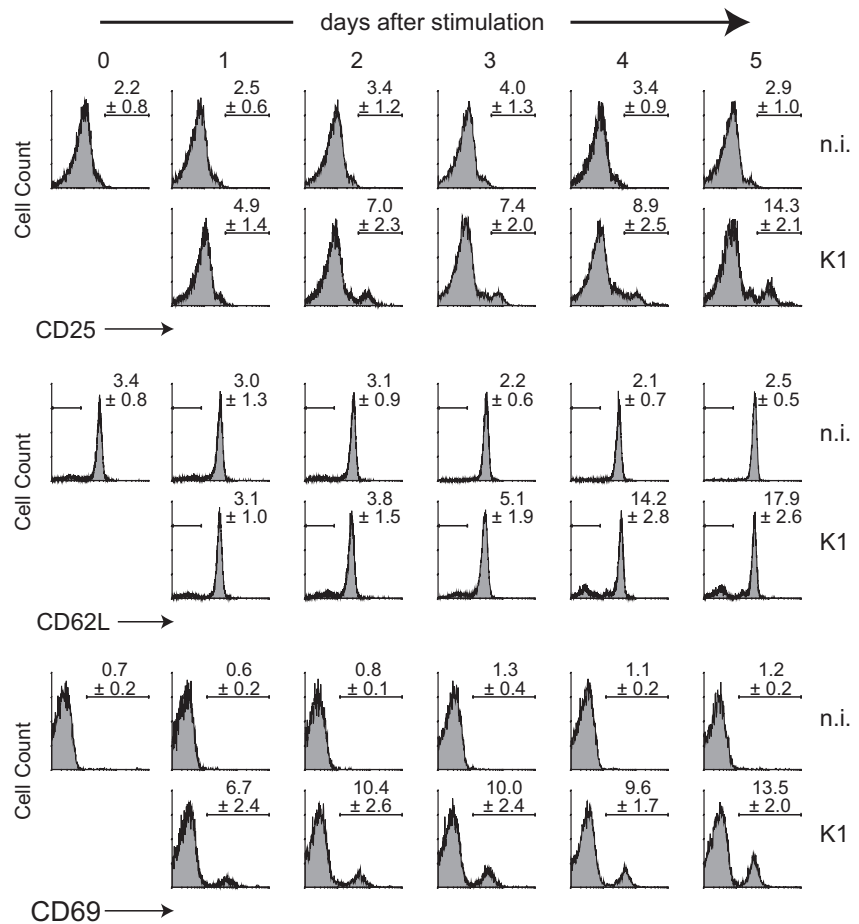 days after stimulation
0 1 2 3 4 5
2.2 2.5 3.4 4.0 3.4 2.9
± 0.8 ± 0.6 ± 1.2 ± 1.3 ± 0.9 ± 1.0
n.i.
Cell Count
4.9 7.0 7.4 8.9 14.3
± 1.4 ± 2.3 ± 2.0 ± 2.5 ± 2.1
K1
CD25
3.4 3.0 3.1 2.2 2.1 2.5
± 0.8 ± 1.3 ± 0.9 ± 0.6 ± 0.7 ± 0.5
n.i.
Cell Count
3.1 3.8 5.1 14.2 17.9
± 1.0 ± 1.5 ± 1.9 ± 2.8 ± 2.6
K1
CD62L
0.7 0.6 0.8 1.3 1.1 1.2
± 0.2 ± 0.2 ± 0.1 ± 0.4 ± 0.2 ± 0.2
n.i.
Cell Count
6.7 10.4 10.0 9.6 13.5
± 2.4 ± 2.6 ± 2.4 ± 1.7 ± 2.0
K1
CD69